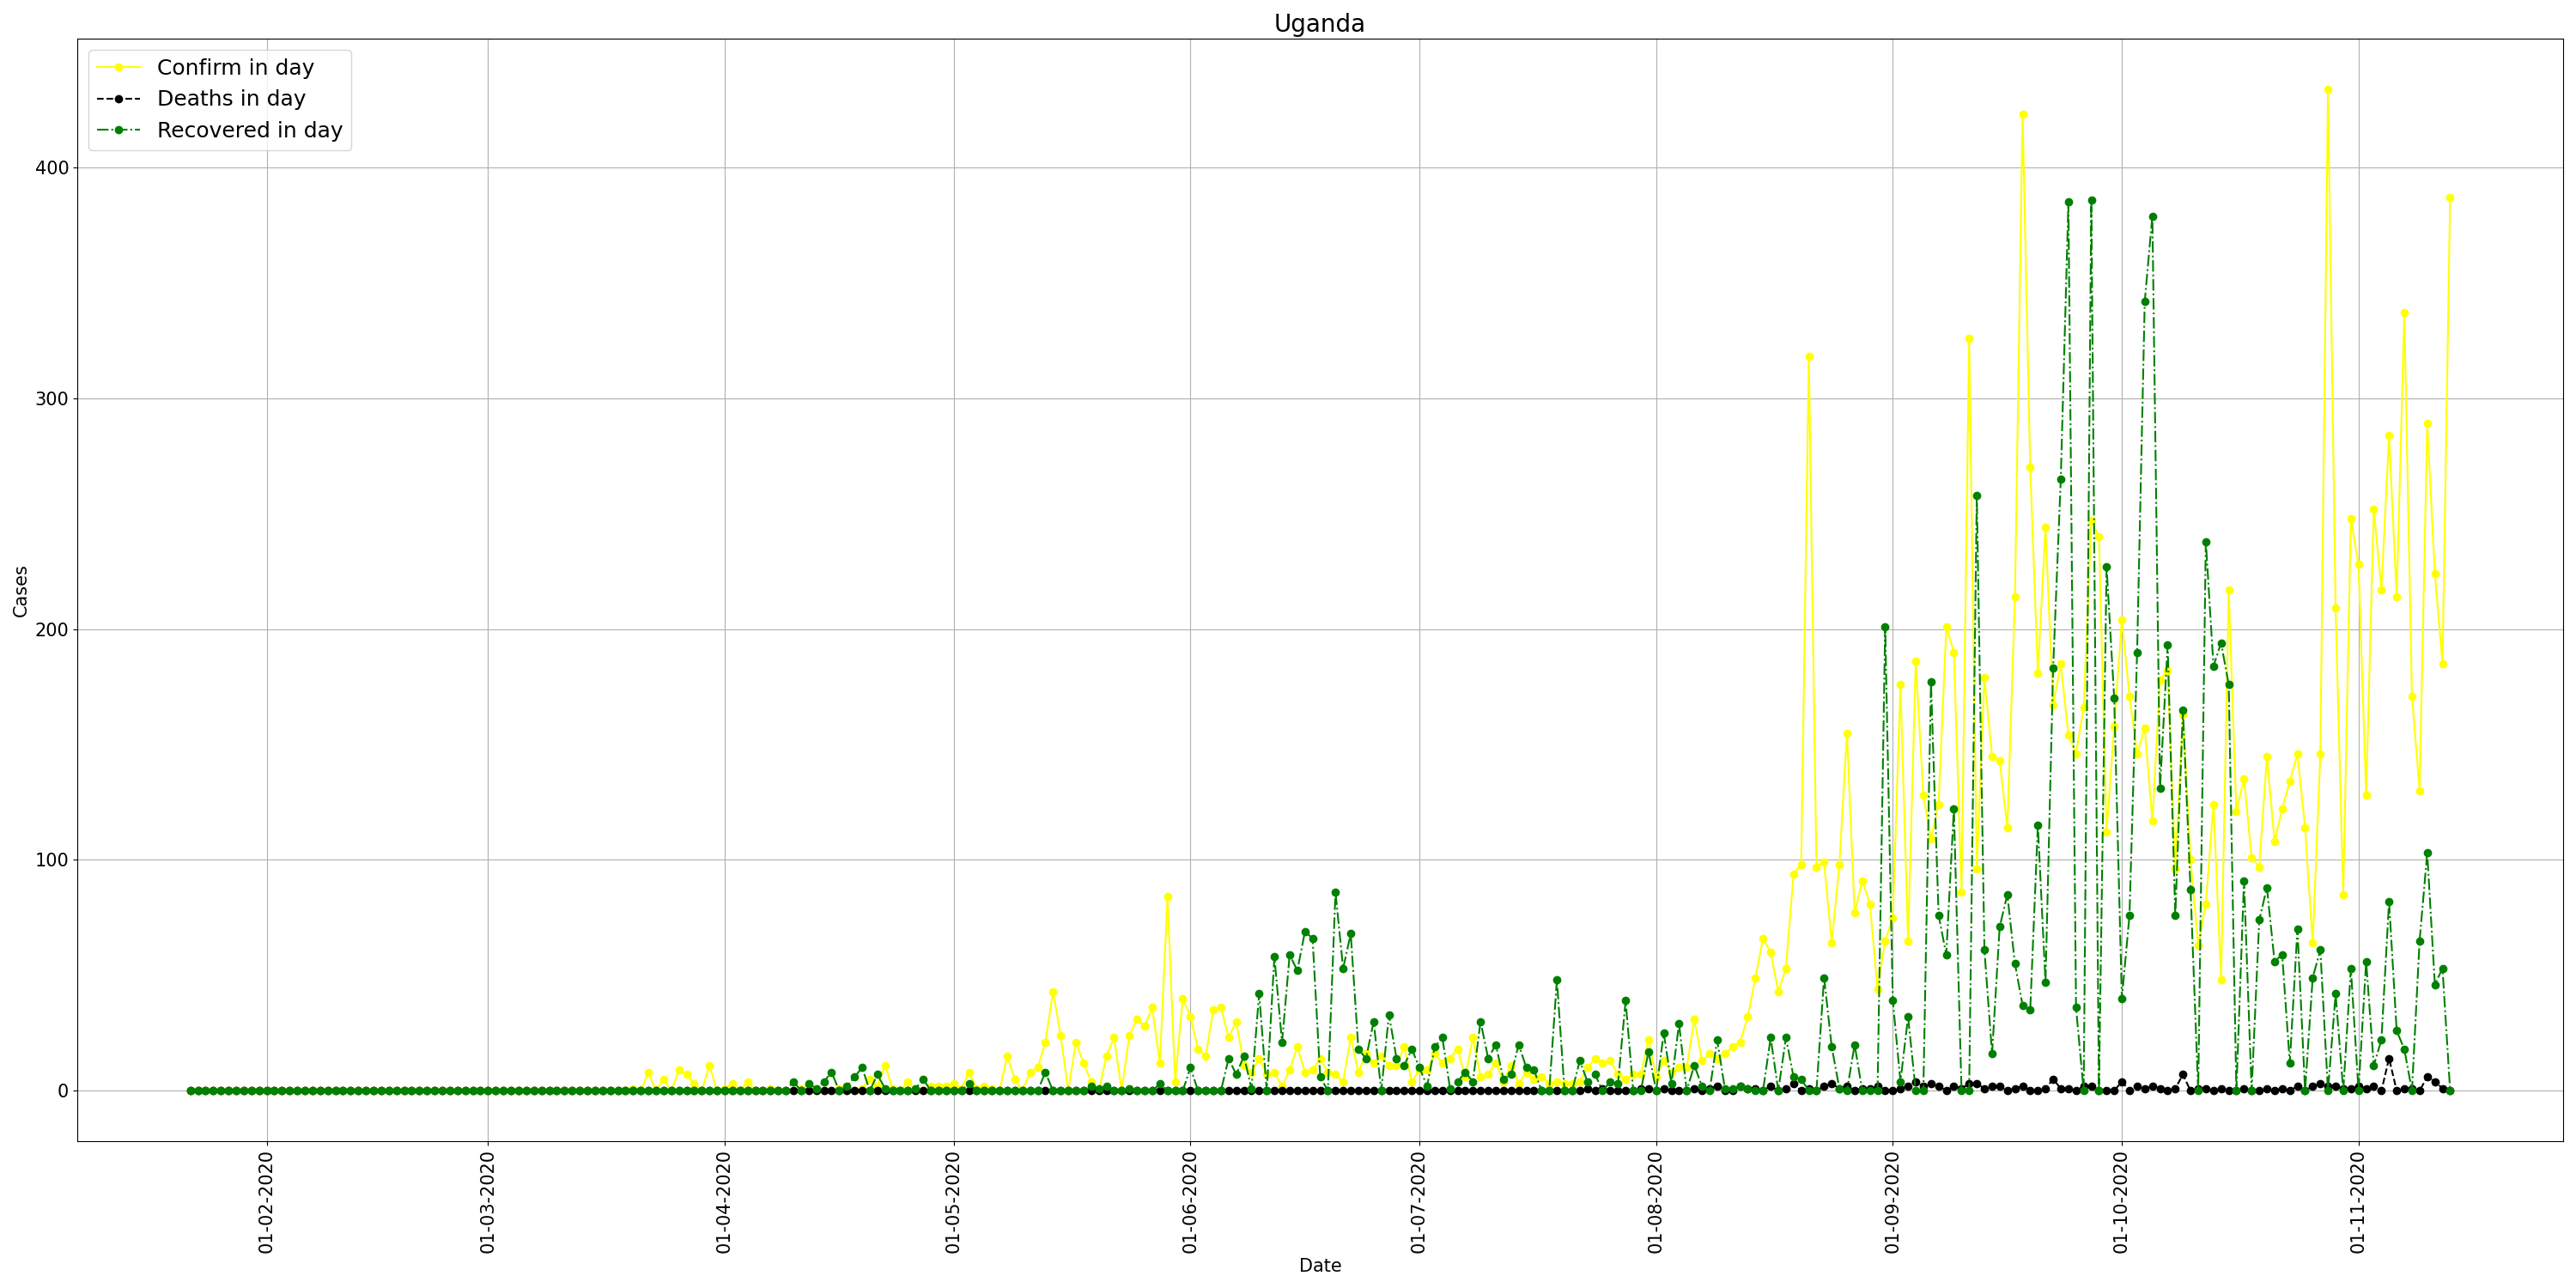 Uganda
Confirm in day
Deaths in day
Recovered in day
400
300
200
100
0
Cases
01-02-2020
01-03-2020
01-04-2020
01-05-2020
01-06-2020
01-07-2020
01-08-2020
01-09-2020
01-10-2020
01-11-2020
Date